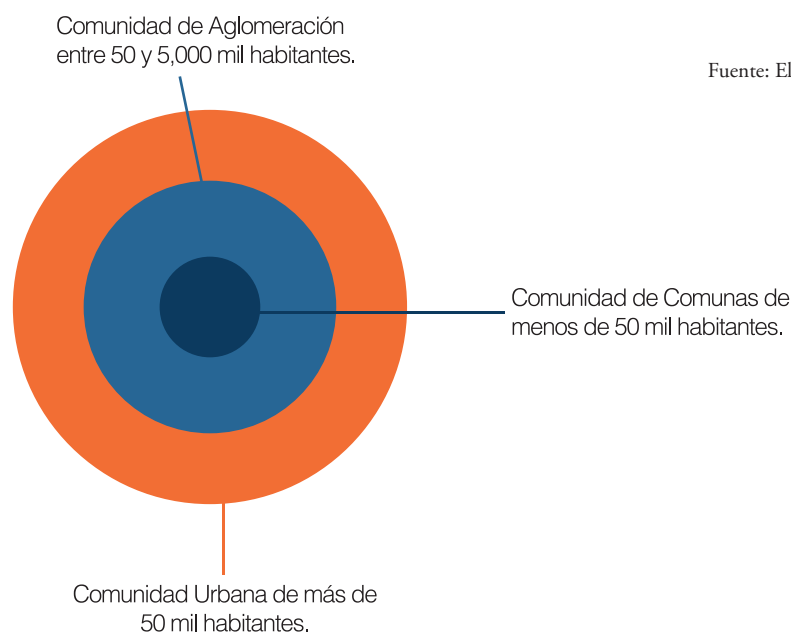 Comunidad de Aglomeración
entre 50 y 5,000 mil habitantes.
Fuente: El
Comunidad de Comunas de
menos de 50 mil habitantes.
Comunidad Urbana de más de
50 mil habitantes.